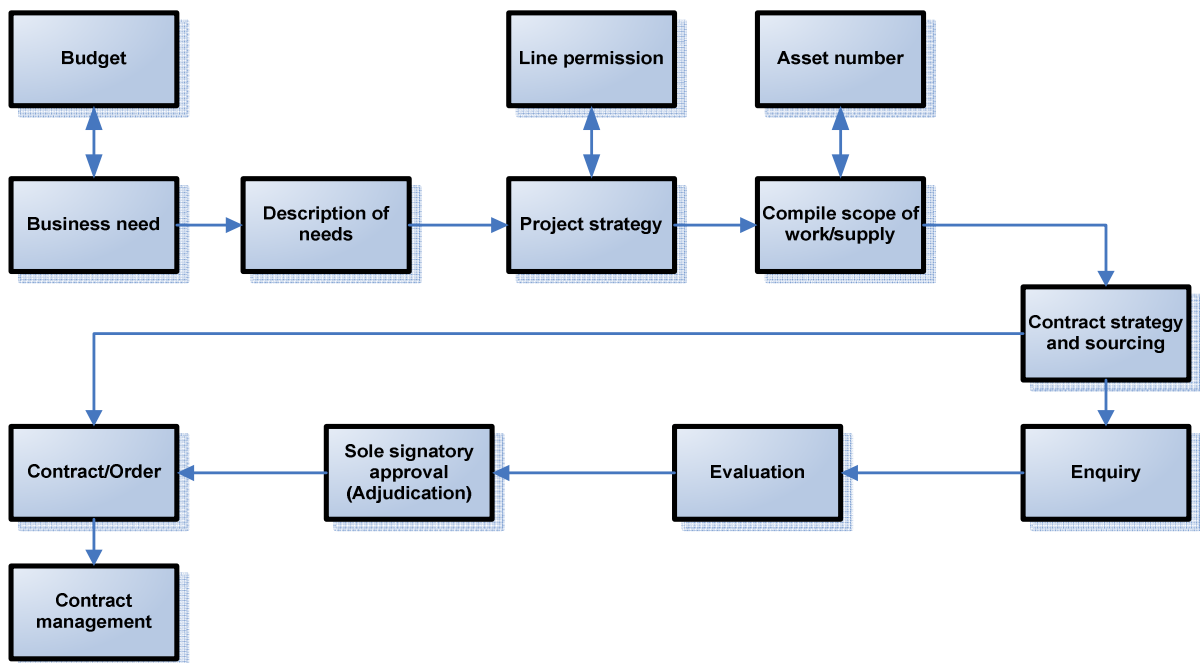 Budget
Line permission
Asset number
Business need
Description of
needs
Project strategy
Compile scope of
work/supply
Contract strategy
and sourcing
Contract/Order
Sole signatory
approval
(Adjudication)
Evaluation
Enquiry
Contract
management